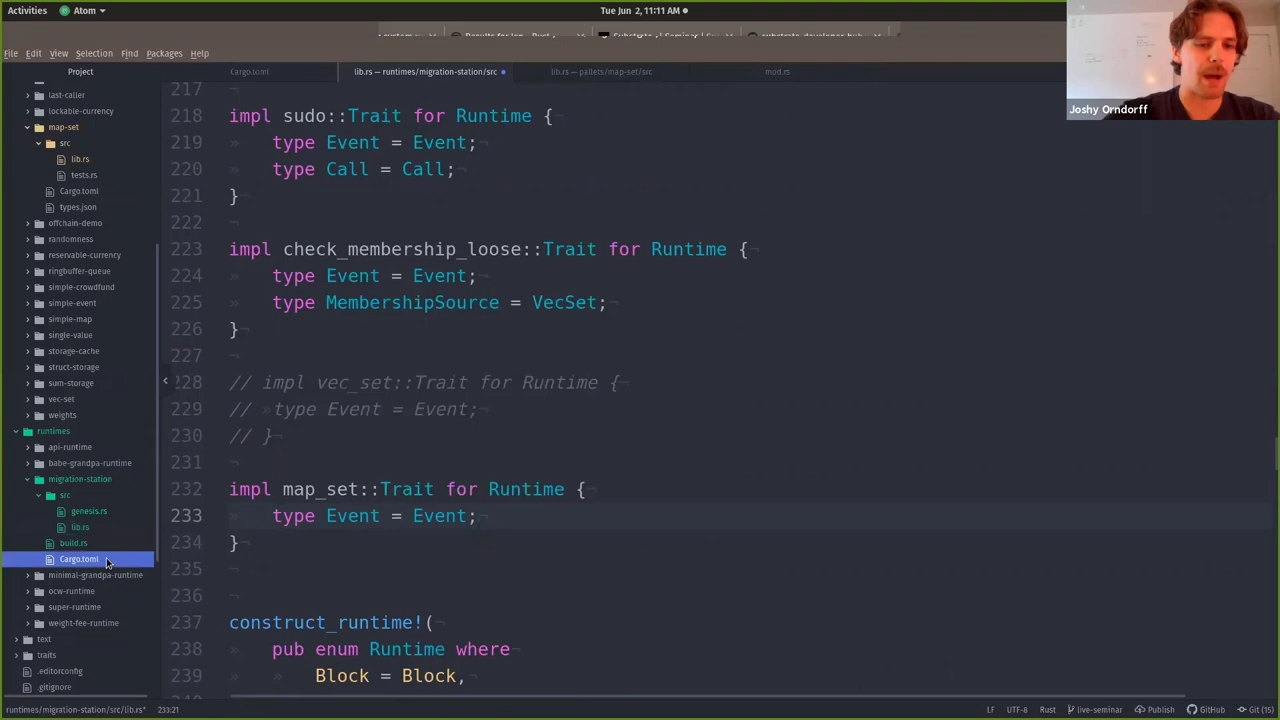 Activities
Atom
Tue Jun 2, 11:11 AM
Results for
Substrate
Seminar
substrate developer hub
File Edit View Selection Find Packages Help
Project
Cargo.toml
lib.rs — runtimes/migration-station/src
lib.rs — pallets/map-set/src
mod.rs
Joshy Orndorff
last-caller
lockable-currency
map-set
src
lib.rs
tests.rs
Cargo.toml
types.json
offchain-demo
randomness
reservable-currency
ringbuffer-queue
simple-crowdfund
simple-event
simple-map
single-value
storage-cache
struct-storage
sum-storage
vec-set
weights
runtimes
api-runtime
babe-grandpa-runtime
migration-station
src
genesis.rs
lib.rs
build.rs
Cargo.toml
minimal-grandpa-runtime
ocw-runtime
super-runtime
weight-fee-runtime
text
traits
.editorconfig
.gitignore
217 ¬
218 impl sudo::Trait for Runtime {¬
219 » type Event = Event;¬
220 » type Call = Call;¬
221 }¬
222 ¬
223 impl check_membership_loose::Trait for Runtime {¬
224 » type Event = Event;¬
225 » type MembershipSource = VecSet;¬
226 }¬
227 ¬
228 // impl vec_set::Trait for Runtime {¬
229 // »type Event = Event;¬
230 // }¬
231 ¬
232 impl map_set::Trait for Runtime {¬
233 » type Event = Event;¬
234 }¬
235 ¬
236 ¬
237 construct_runtime!(¬
238 » pub enum Runtime where¬
239 » » Block = Block,¬
runtimes/migration-station/src/lib.rs* 233:21
LF UTF-8 Rust live-seminar Publish GitHub Git (15)